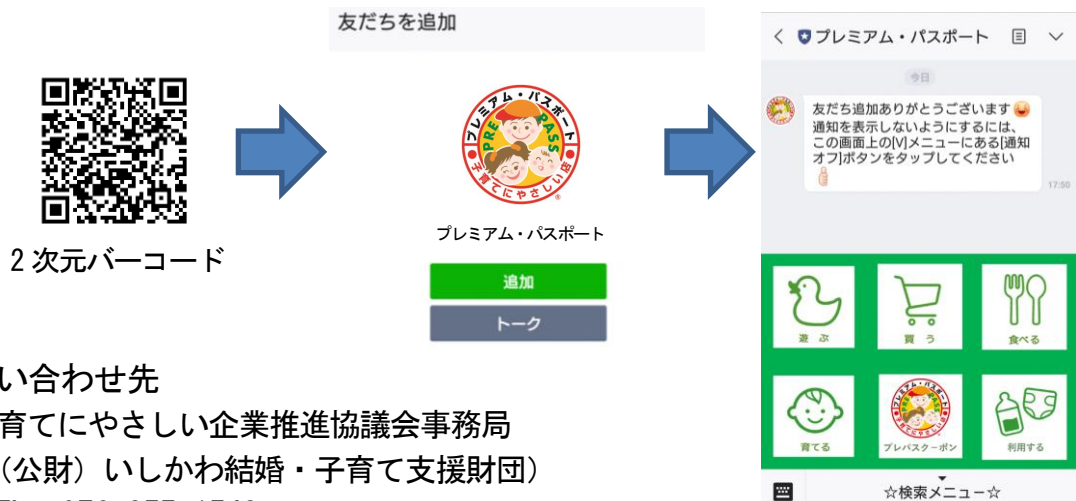 友だちを追加
2次元バーコード
プレミアム・パスポート
PRE PASS
子育てにやさしい店
プレミアム・パスポート
追加
トーク
プレミアム・パスポート
今日
友だち追加ありがとうございます
通知を表示しないようにするには、
この画面上の[V]メニューにある[通知
オフ]ボタンをタップしてください
17:50
遊ぶ
買う
食べる
育てる
プレパスクーポン
利用する
☆検索メニュー☆
い合わせ先
育てにやさしい企業推進協議会事務局
（公財）いしかわ結婚・子育て支援財団）